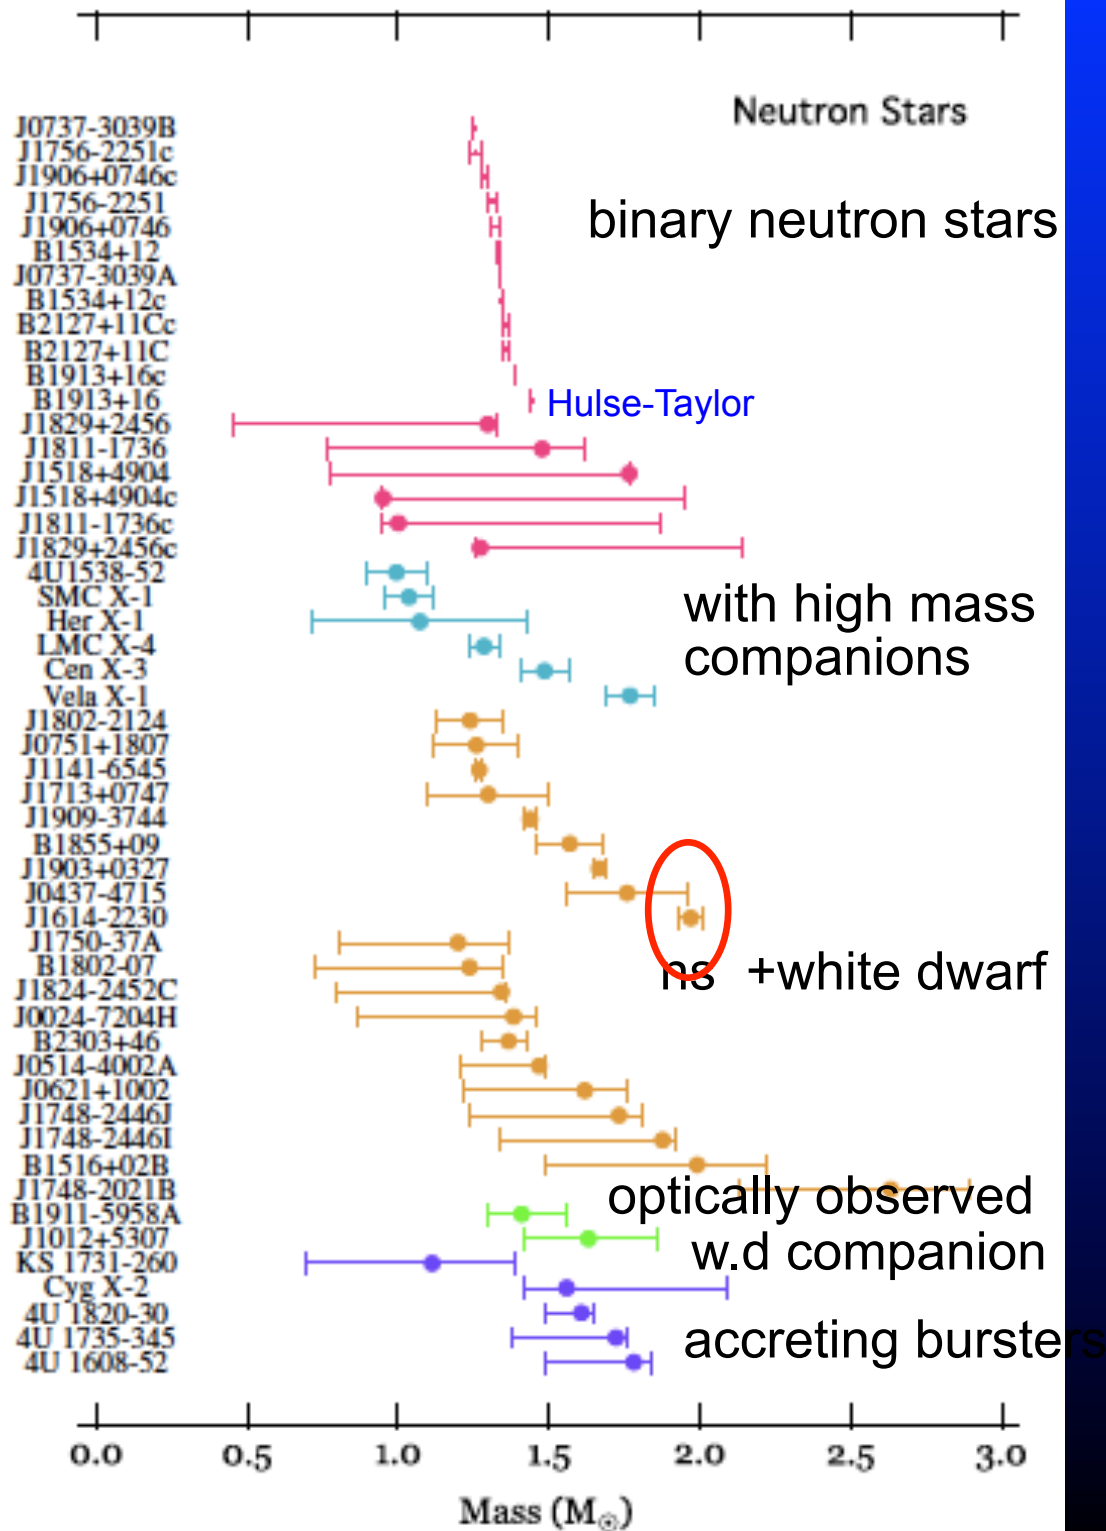 Neutron Stars
J0737-3039B
J1756-2251c
J1906+0746c
J1756-2251
binary neutron stars
J1906+0746
B1534+12
J0737-3039A
B1534+12c
B2127+11Cc
B2127+11C
B1913+16c
B1913+16
Hulse-Taylor
J1829+2456
J1811-1736
J1518+4904
J1518+4904c
J1811-1736c
J1829+2456c
4U1538-52
SMC X-1
with high mass
Her X-1
LMC X-4
companions
Cen X-3
Vela X-1
J1802-2124
J0751+1807
J1141-6545
J1713+0747
J1909-3744
B1855+09
J1903+0327
J0437-4715
J1614-2230
J1750-37A
B1802-07
ns +white dwarf
J1824-2452C
J0024-7204H
B2303+46
J0514-4002A
J0621+1002
J1748-2446J
J1748-2446I
B1516+02B
J1748-2021B
optically observed
B1911-5958A
J1012+5307
w.d companion
KS 1731-260
Cyg X-2
4U 1820-30
4U 1735-345
accreting bursters
4U 1608-52
0.0 0.5 1.0 1.5 2.0 2.5 3.0
Mass (M☉)